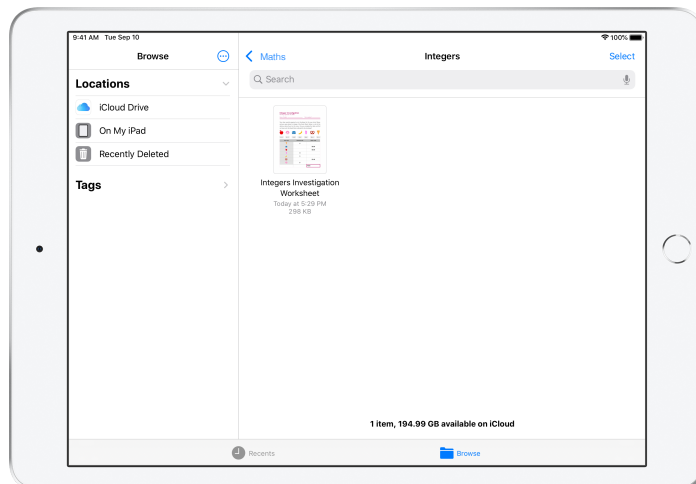 9:41 AM Tue Sep 10
100%
Browse
Maths
Integers
Select
Locations
Search
iCloud Drive
On My iPad
Recently Deleted
Tags
Integers Investigation
Worksheet
Today at 5:29 PM
298 KB
1 item, 194.99 GB available on iCloud
Recents
Browse